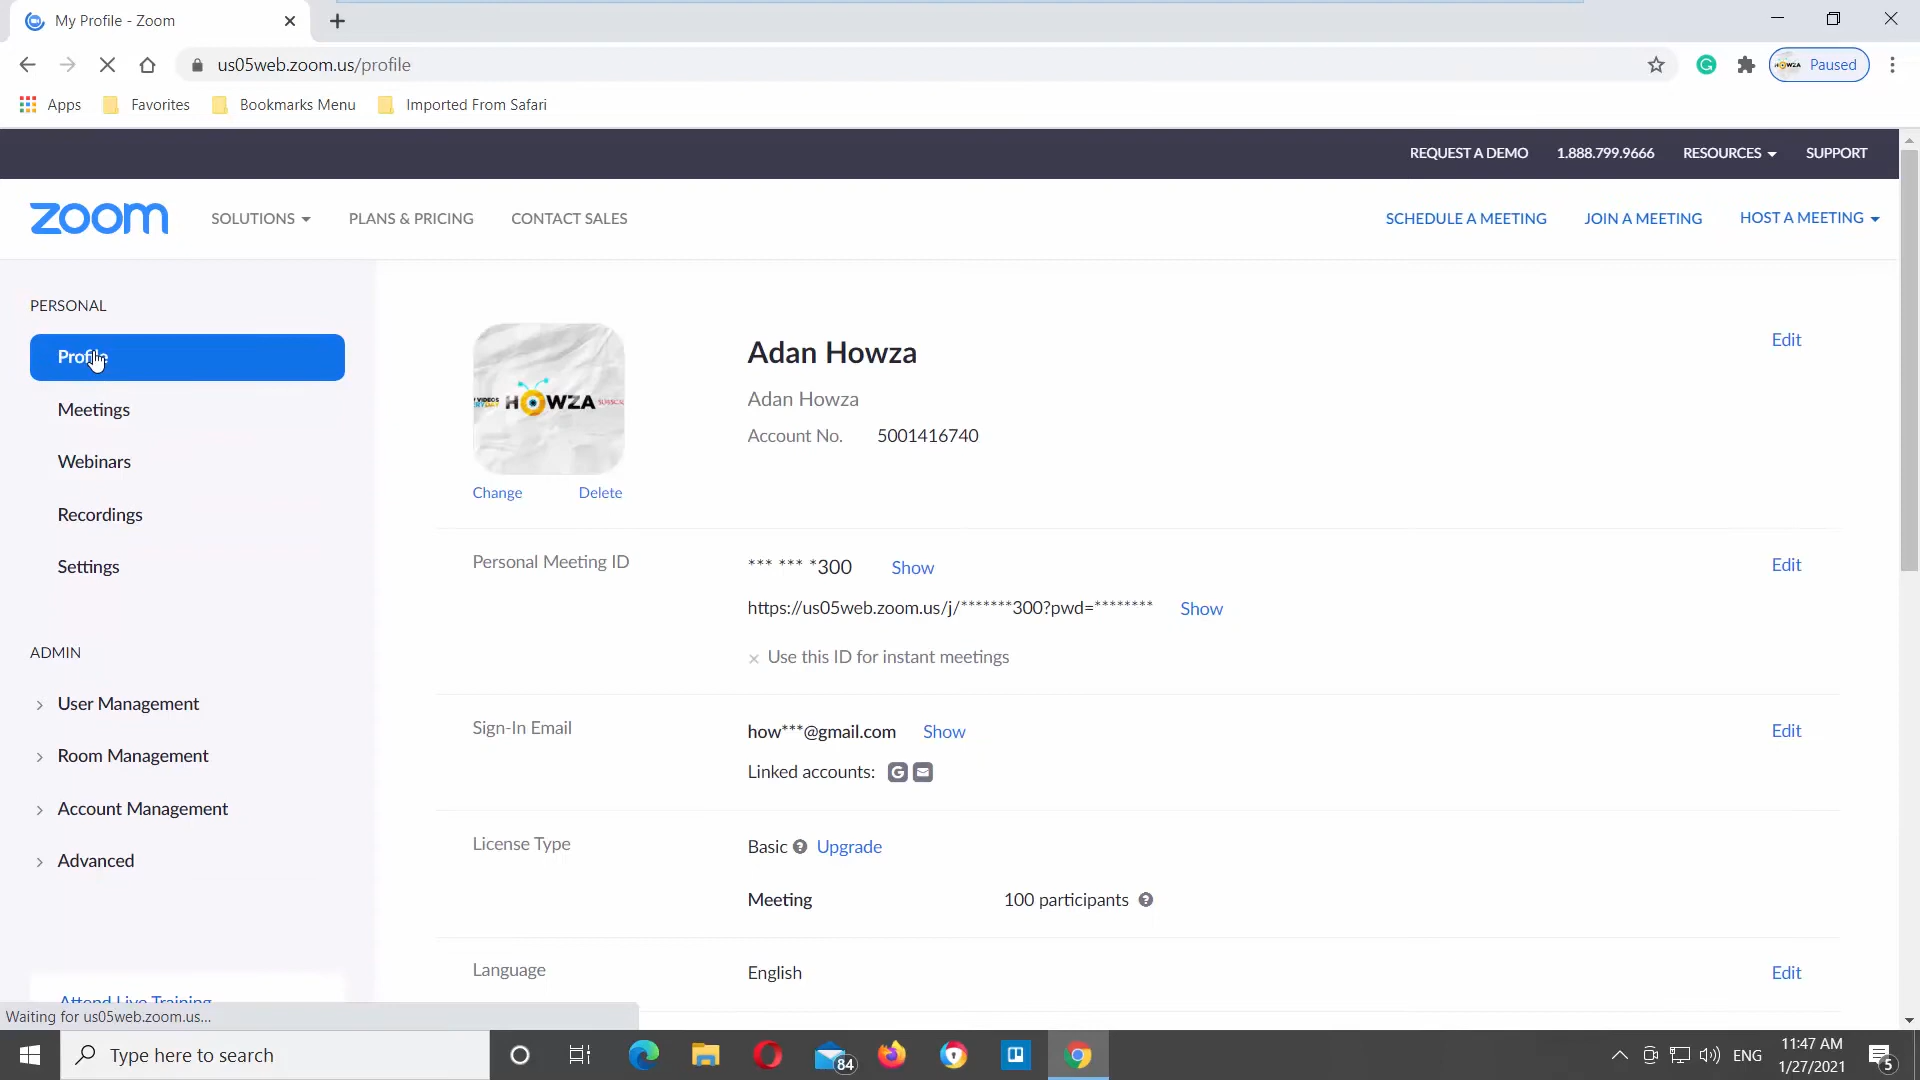 My Profile - Zoom
us05web.zoom.us/profile
Paused
Apps
Favorites
Bookmarks Menu
Imported From Safari
REQUEST A DEMO
1.888.799.9666
RESOURCES
SUPPORT
zoom
SOLUTIONS
PLANS & PRICING
CONTACT SALES
SCHEDULE A MEETING
JOIN A MEETING
HOST A MEETING
PERSONAL
Profile
Meetings
Webinars
Recordings
Settings
ADMIN
User Management
Room Management
Account Management
Advanced
Attend Live Training
HOWZA
Change
Delete
Adan Howza
Edit
Adan Howza
Account No. 5001416740
Personal Meeting ID
*** *** *300 Show
Edit
https://us05web.zoom.us/j/*******300?pwd=******** Show
Use this ID for instant meetings
Sign-In Email
how***@gmail.com Show
Edit
Linked accounts:
License Type
Basic Upgrade
Meeting
100 participants
Language
English
Edit
Waiting for us05web.zoom.us...
Type here to search
84
ENG
11:47 AM
1/27/2021
5